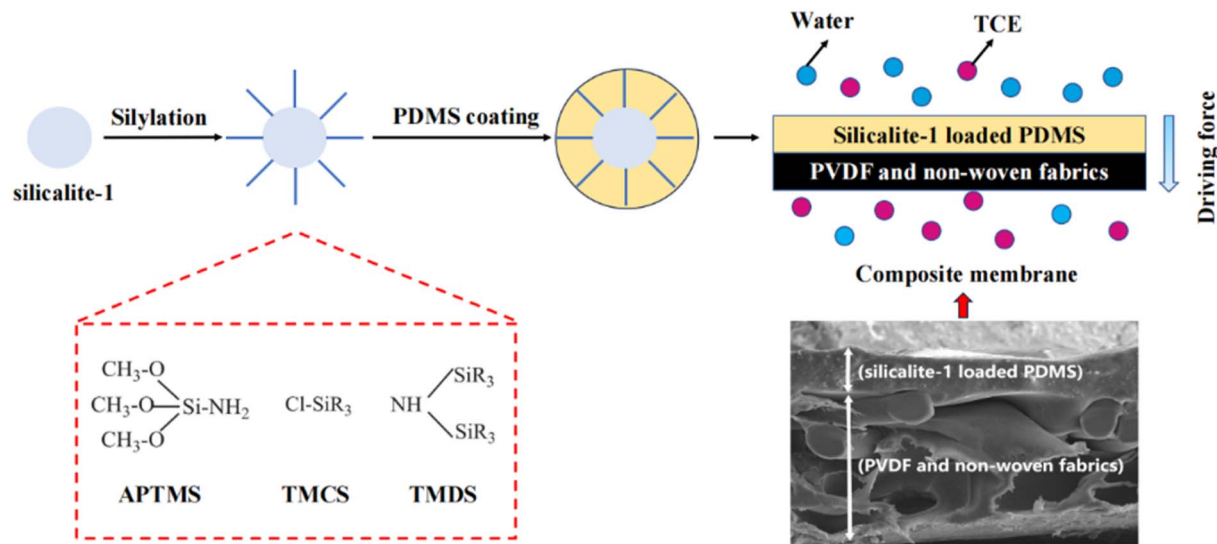 Water
TCE
Silylation
PDMS coating
silicalite-1
Silicalite-1 loaded PDMS
PVDF and non-woven fabrics
Driving force
Composite membrane
(silicalite-1 loaded PDMS)
(PVDF and non-woven fabrics)
CH₃-O
CH₃-O
CH₃-O
Si-NH₂
Cl-SiR₃
NH
SiR₃
SiR₃
APTMS
TMCS
TMDS